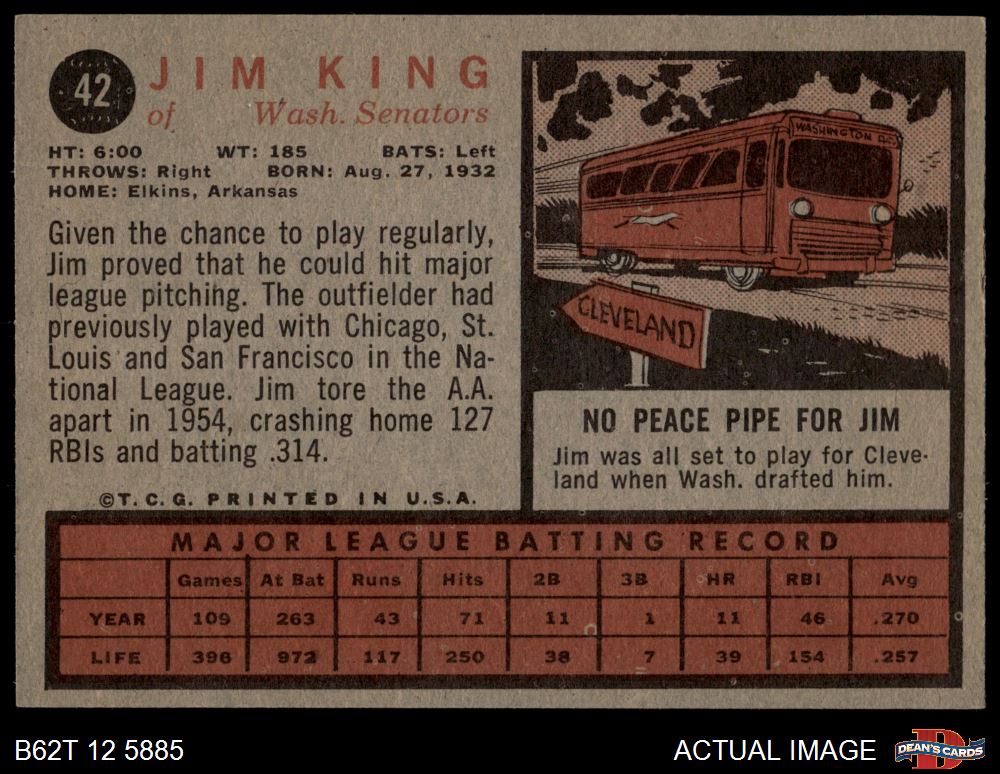 42
JIM KING
of Wash. Senators
HT: 6:00 WT: 185 BATS: Left
THROWS: Right BORN: Aug. 27, 1932
HOME: Elkins, Arkansas
Given the chance to play regularly,
Jim proved that he could hit major
league pitching. The outfielder had
previously played with Chicago, St.
Louis and San Francisco in the Na-
tional League. Jim tore the A.A.
apart in 1954, crashing home 127
RBIs and batting .314.
©T.C.G. PRINTED IN U.S.A.
WASHINGTON D.C.
CLEVELAND
NO PEACE PIPE FOR JIM
Jim was all set to play for Cleve-
land when Wash. drafted him.
MAJOR LEAGUE BATTING RECORD
Games At Bat Runs Hits 2B 3B HR RBI Avg
YEAR 109 263 43 71 11 1 11 46 .270
LIFE 396 972 117 250 38 7 39 154 .257
B62T 12 5885
ACTUAL IMAGE
D
DEAN'S CARDS